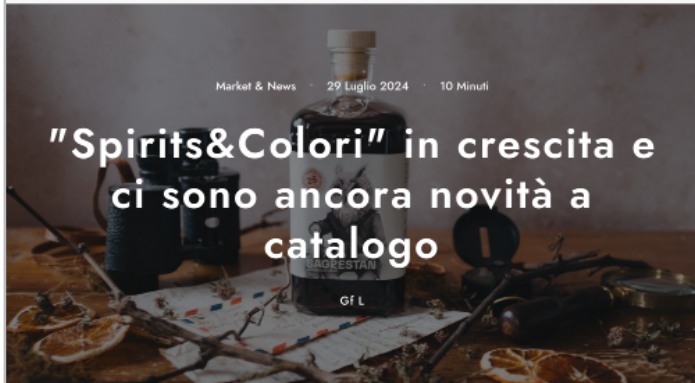 Market & News · 29 Luglio 2024 · 10 Minuti
"Spirits&Colori" in crescita e
ci sono ancora novità a
catalogo
Gf L